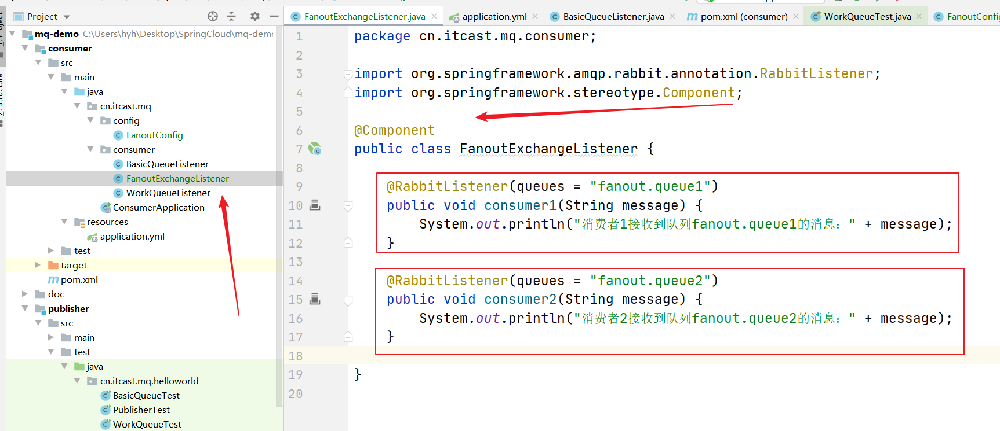 Project
mq-demo C:\Users\hyh\Desktop\SpringCloud\mq-demo
consumer
src
main
java
cn.itcast.mq
config
FanoutConfig
consumer
BasicQueueListener
FanoutExchangeListener
WorkQueueListener
ConsumerApplication
resources
application.yml
test
target
pom.xml
doc
publisher
src
main
test
java
cn.itcast.mq.helloworld
BasicQueueTest
PublisherTest
WorkQueueTest
FanoutExchangeListener.java application.yml BasicQueueListener.java pom.xml (consumer) WorkQueueTest.java FanoutConfig
1 package cn.itcast.mq.consumer;
2
3 import org.springframework.amqp.rabbit.annotation.RabbitListener;
4 import org.springframework.stereotype.Component;
5
6 @Component
7 public class FanoutExchangeListener {
8
9 @RabbitListener(queues = "fanout.queue1")
10 public void consumer1(String message) {
11 System.out.println("消费者1接收到队列fanout.queue1的消息：" + message);
12 }
13
14 @RabbitListener(queues = "fanout.queue2")
15 public void consumer2(String message) {
16 System.out.println("消费者2接收到队列fanout.queue2的消息：" + message);
17 }
18
19 }
20